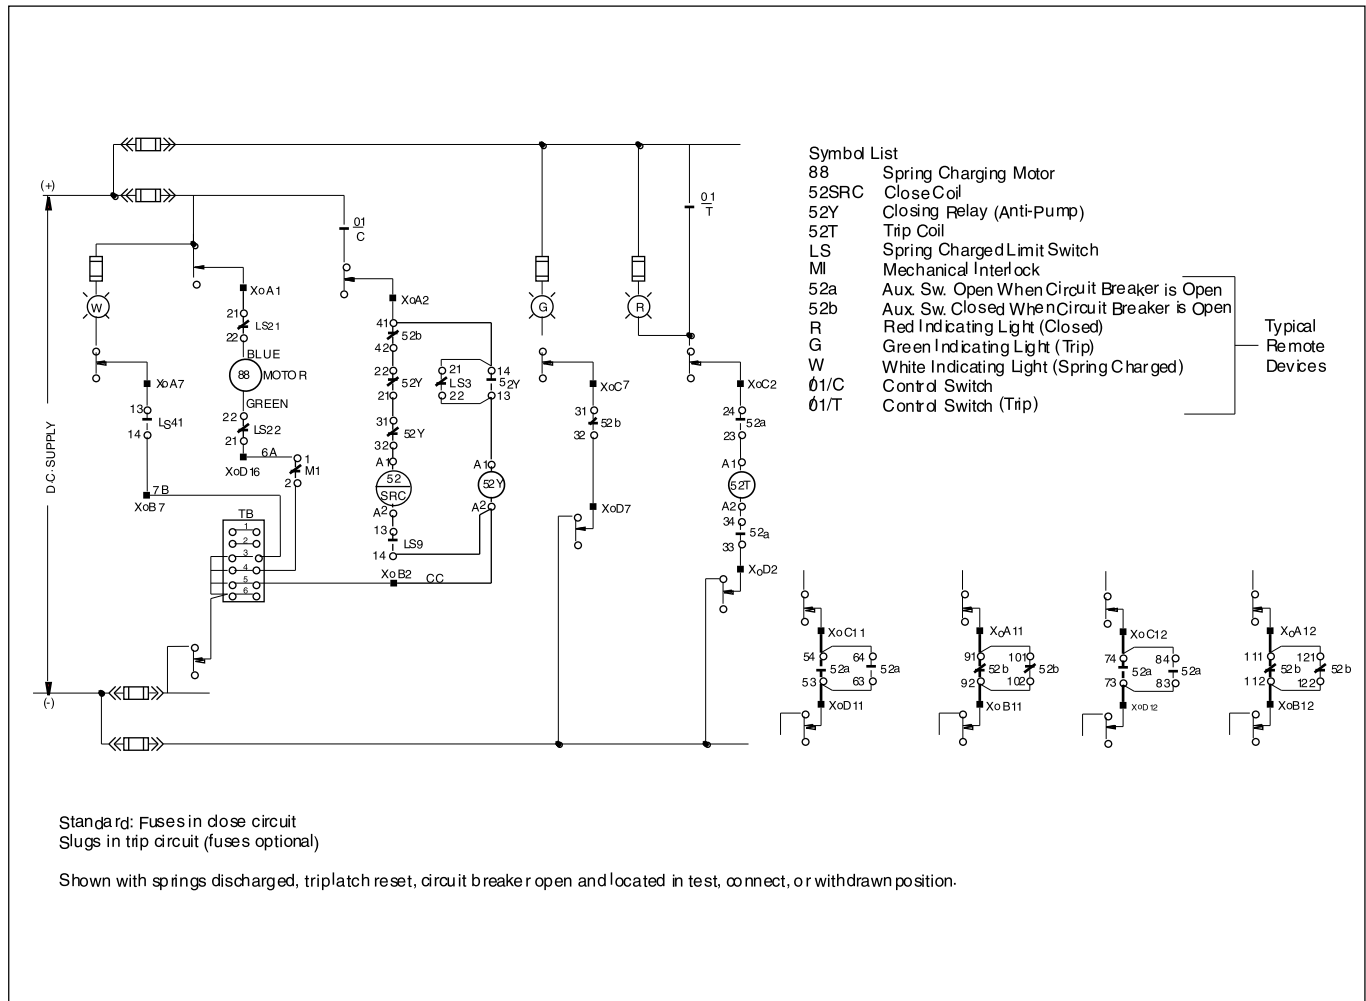 Symbol List
88 Spring Charging Motor
52SRC Close Coil
52Y Closing Relay (Anti-Pump)
52T Trip Coil
LS Spring Charged Limit Switch
MI Mechanical Interlock
52a Aux. Sw. Open When Circuit Breaker is Open
52b Aux. Sw. Closed When Circuit Breaker is Open
R Red Indicating Light (Closed)
G Green Indicating Light (Trip)
W White Indicating Light (Spring Charged)
01/C Control Switch
01/T Control Switch (Trip)
Typical
Remote
Devices
(+)
D-C. SUPPLY
(-)
W
XoA7
13
LS41
14
7B
XoB7
XoA1
21
LS21
22
BLUE
88 MOTOR
GREEN
22
LS22
21
6A
XoD16
1
M1
2
TB
1
2
3
4
5
6
01
C
XoA2
41
52b
42
22
52Y
21
31
52Y
32
A1
52
SRC
A2
13
LS9
14
XoB2
CC
21
LS3
22
14
52Y
13
A1
52Y
A2
G
XoC7
31
52b
32
XoD7
R
01
T
XoC2
24
52a
23
A1
52T
A2
34
52a
33
XoD2
XoC11
54 64
52a 52a
53 63
XoD11
XoA11
91 101
52b 52b
92 102
XoB11
XoC12
74 84
52a 52a
73 83
XoD12
XoA12
111 121
52b 52b
112 122
XoB12
Standard: Fuses in close circuit
Slugs in trip circuit (fuses optional)
Shown with springs discharged, trip latch reset, circuit breaker open and located in test, connect, or withdrawn position.